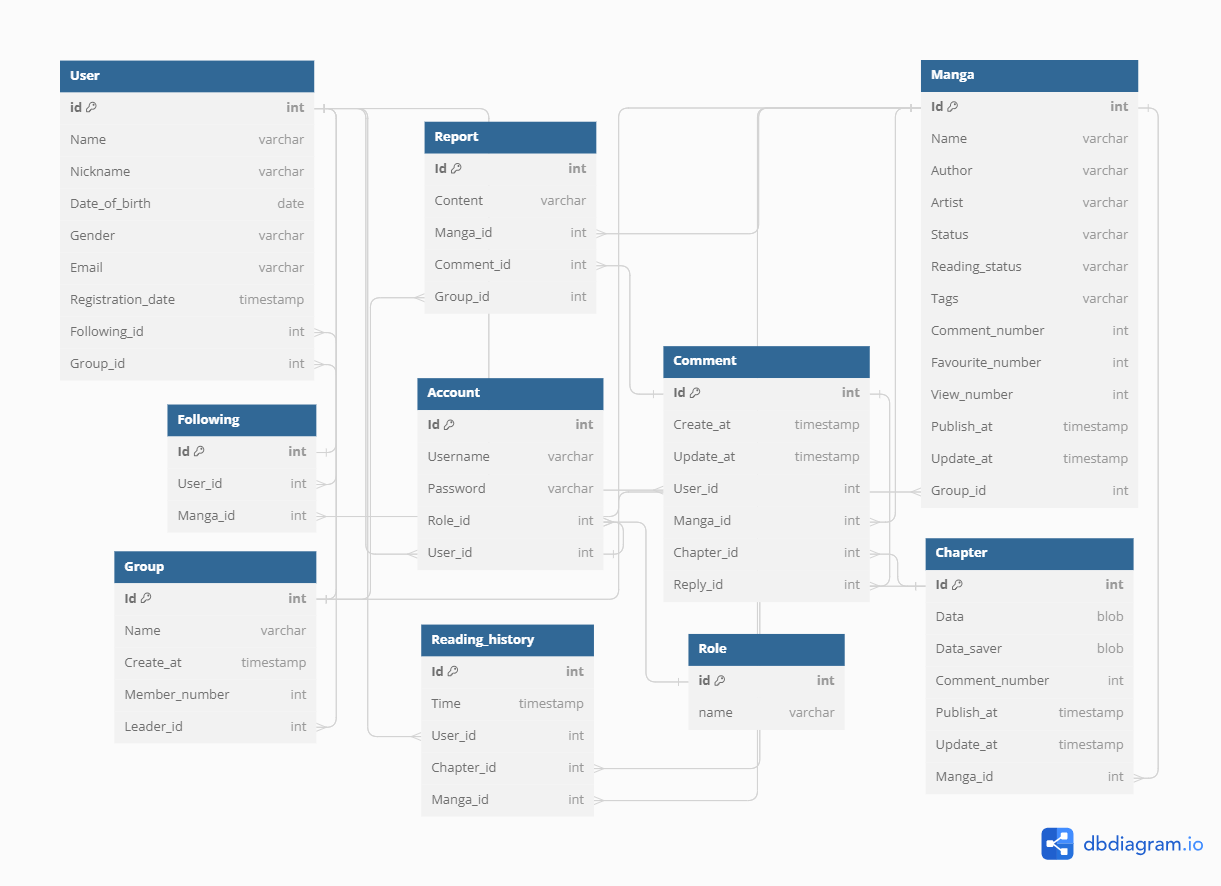 User
id int
Name varchar
Nickname varchar
Date_of_birth date
Gender varchar
Email varchar
Registration_date timestamp
Following_id int
Group_id int
Report
Id int
Content varchar
Manga_id int
Comment_id int
Group_id int
Manga
Id int
Name varchar
Author varchar
Artist varchar
Status varchar
Reading_status varchar
Tags varchar
Comment_number int
Favourite_number int
View_number int
Publish_at timestamp
Update_at timestamp
Group_id int
Following
Id int
User_id int
Manga_id int
Account
Id int
Username varchar
Password varchar
Role_id int
User_id int
Comment
Id int
Create_at timestamp
Update_at timestamp
User_id int
Manga_id int
Chapter_id int
Reply_id int
Group
Id int
Name varchar
Create_at timestamp
Member_number int
Leader_id int
Reading_history
Id int
Time timestamp
User_id int
Chapter_id int
Manga_id int
Role
id int
name varchar
Chapter
Id int
Data blob
Data_saver blob
Comment_number int
Publish_at timestamp
Update_at timestamp
Manga_id int
dbdiagram.io